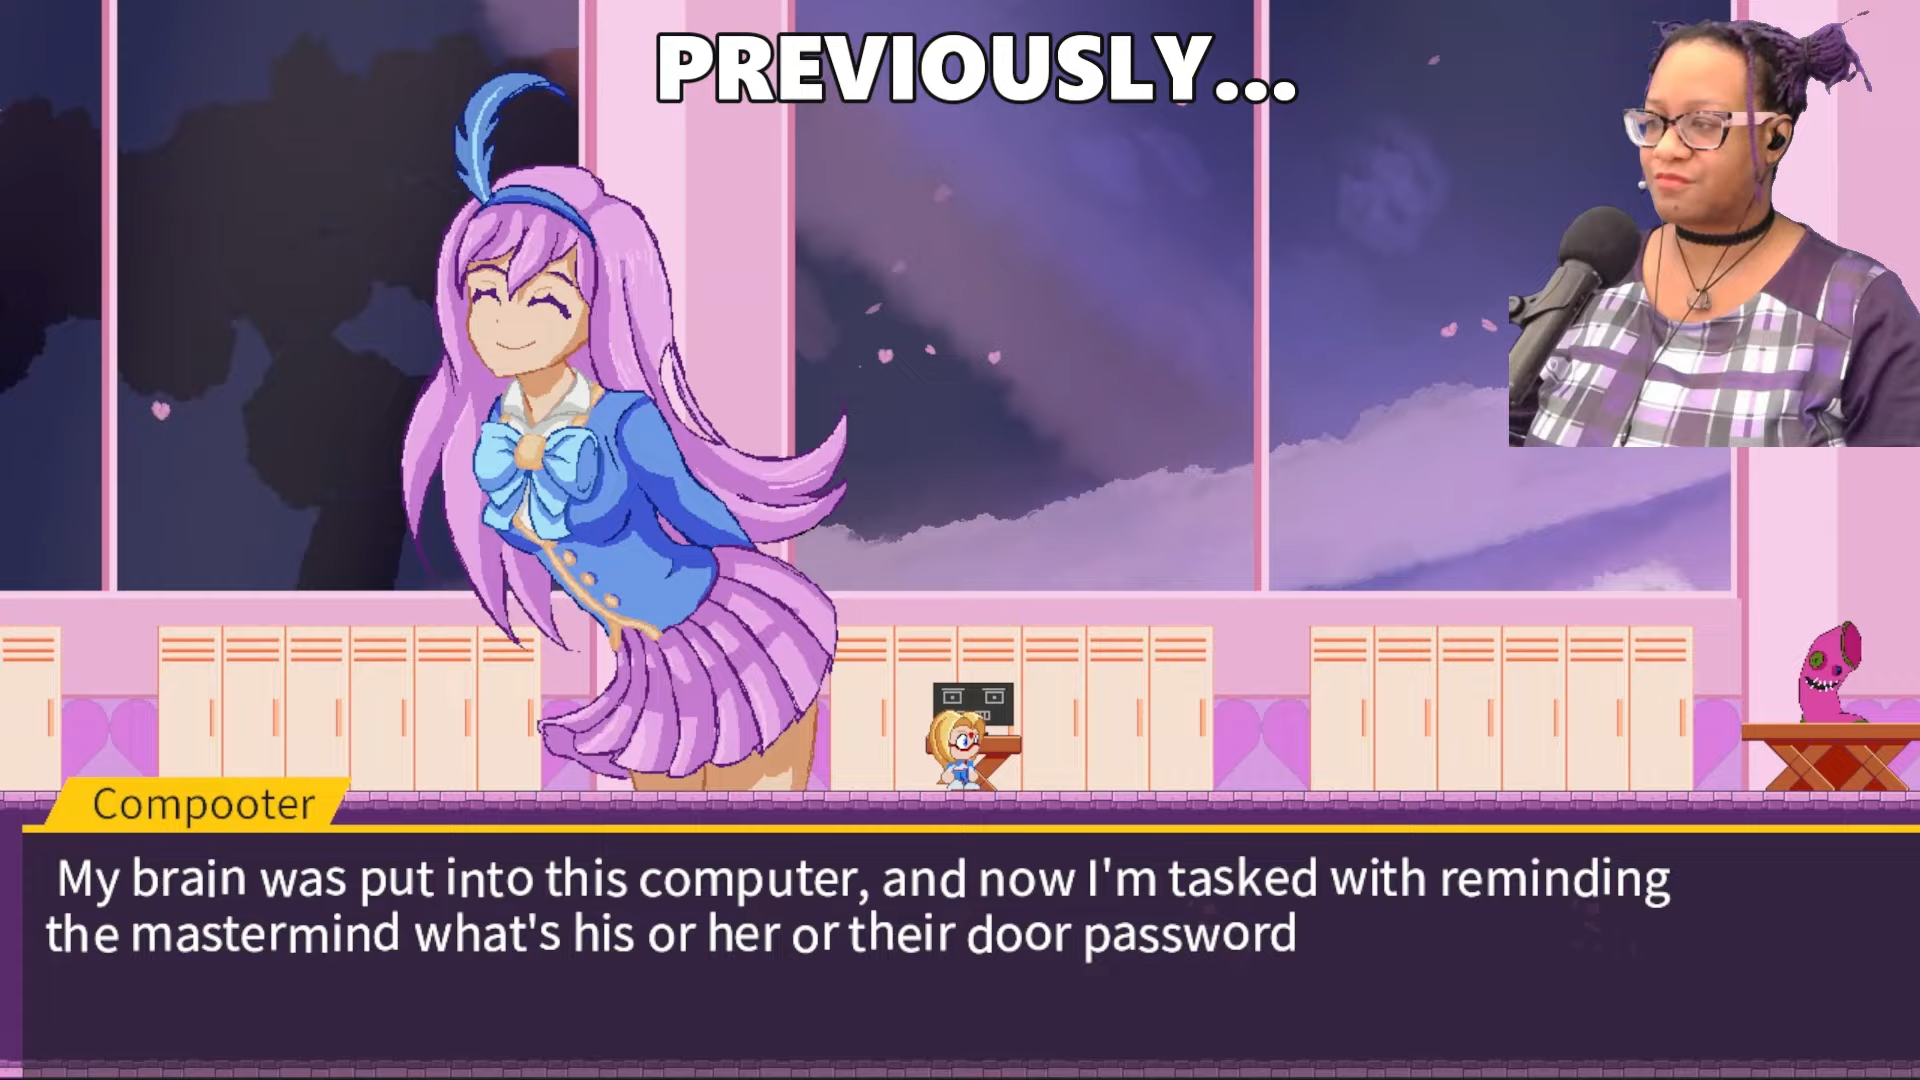 PREVIOUSLY...
Compooter
My brain was put into this computer, and now I'm tasked with reminding
the mastermind what's his or her or their door password